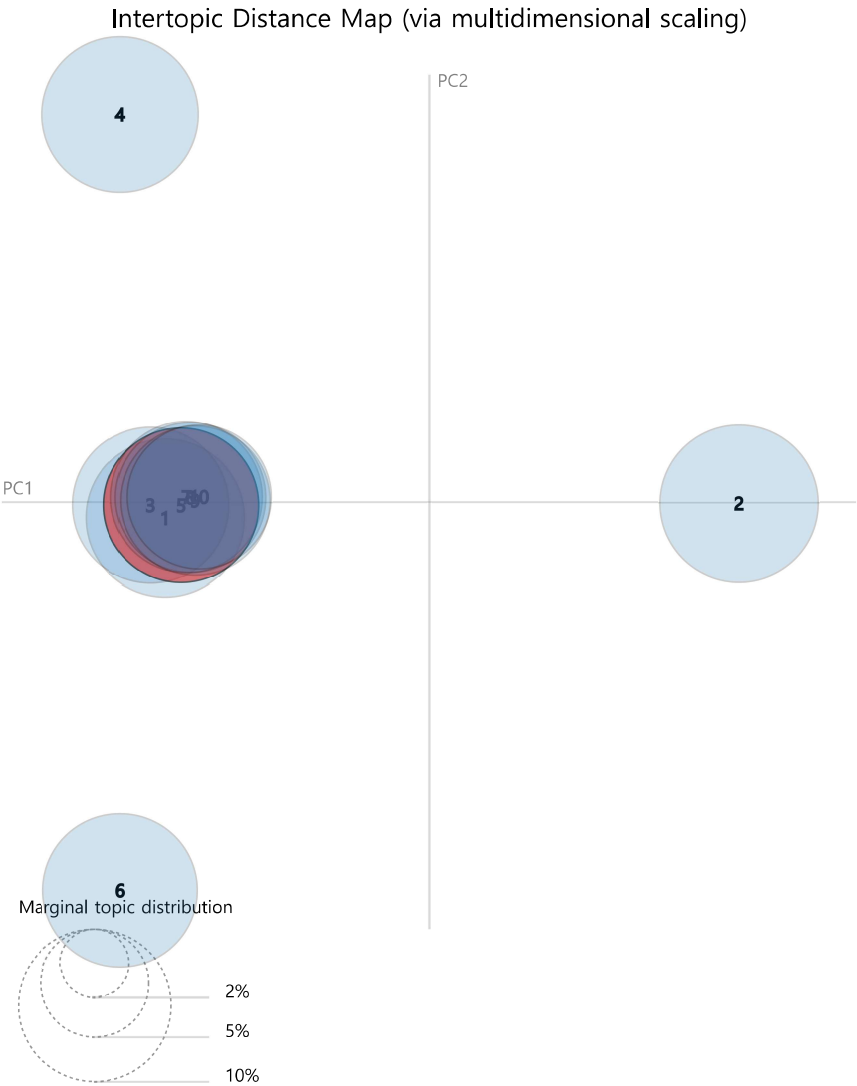 Intertopic Distance Map (via multidimensional scaling)
PC2
4
PC1
3
5
10
1
2
6
Marginal topic distribution
2%
5%
10%